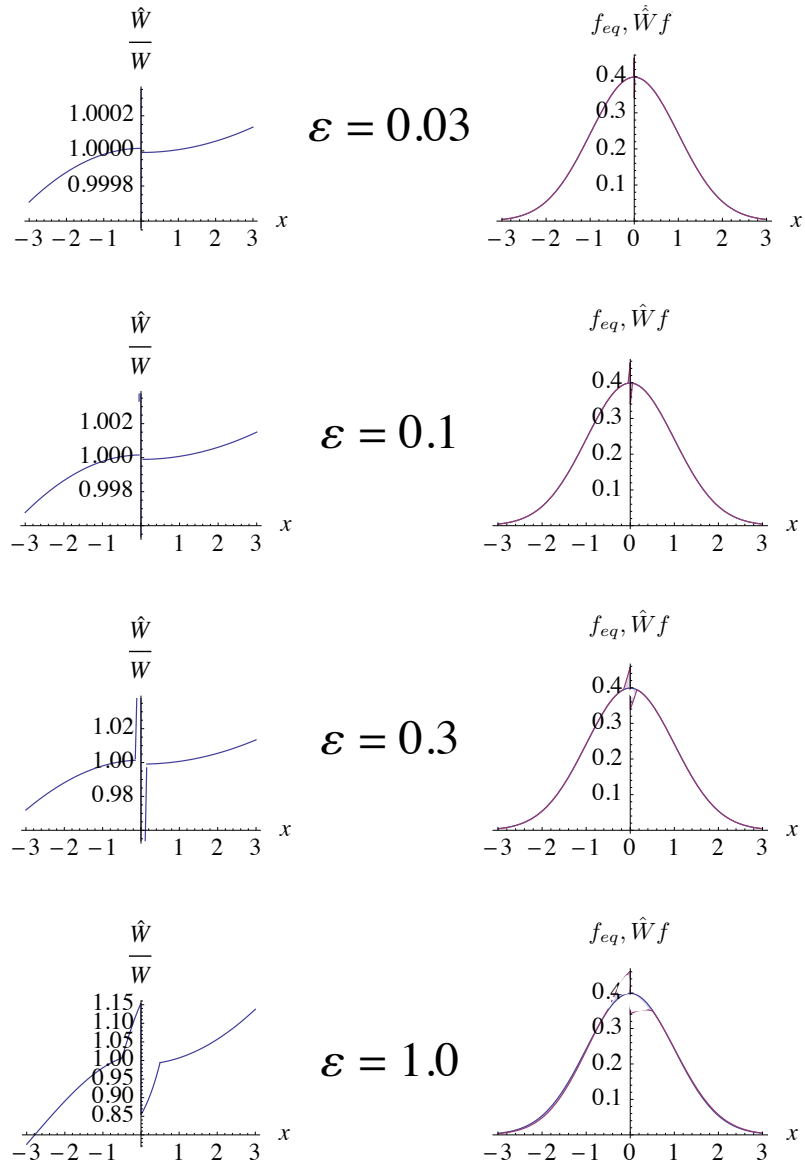 Ŵ
W
f_eq, Ŵf
1.0002
1.0000
0.9998
−3 −2 −1 1 2 3 x
ε = 0.03
0.4
0.3
0.2
0.1
−3 −2 −1 0 1 2 3 x
Ŵ
W
f_eq, Ŵf
1.002
1.000
0.998
−3 −2 −1 1 2 3 x
ε = 0.1
0.4
0.3
0.2
0.1
−3 −2 −1 0 1 2 3 x
Ŵ
W
f_eq, Ŵf
1.02
1.00
0.98
−3 −2 −1 1 2 3 x
ε = 0.3
0.4
0.3
0.2
0.1
−3 −2 −1 0 1 2 3 x
Ŵ
W
f_eq, Ŵf
1.15
1.10
1.05
1.00
0.95
0.90
0.85
−3 −2 −1 1 2 3 x
ε = 1.0
0.4
0.3
0.2
0.1
−3 −2 −1 0 1 2 3 x